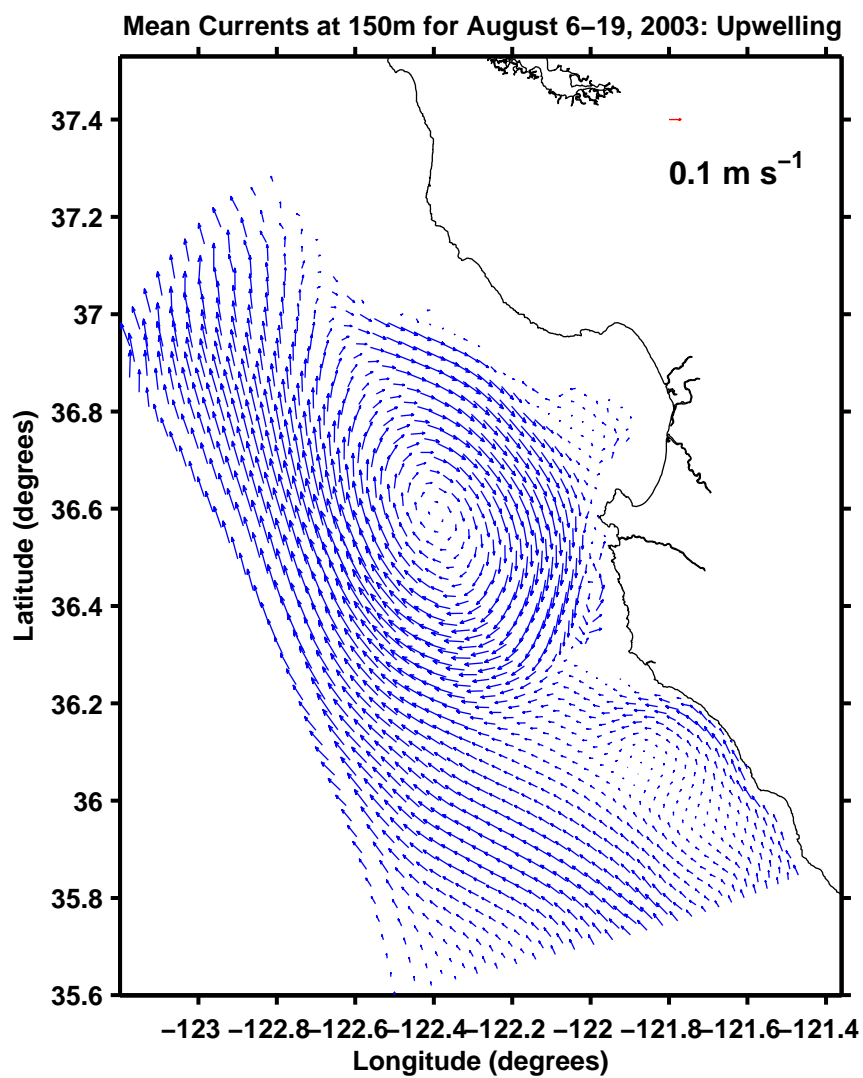 Mean Currents at 150m for August 6–19, 2003: Upwelling
37.4
0.1 m s⁻¹
37.2
37
36.8
36.6
36.4
36.2
36
35.8
35.6
Latitude (degrees)
−123 −122.8 −122.6 −122.4 −122.2 −122 −121.8 −121.6 −121.4
Longitude (degrees)